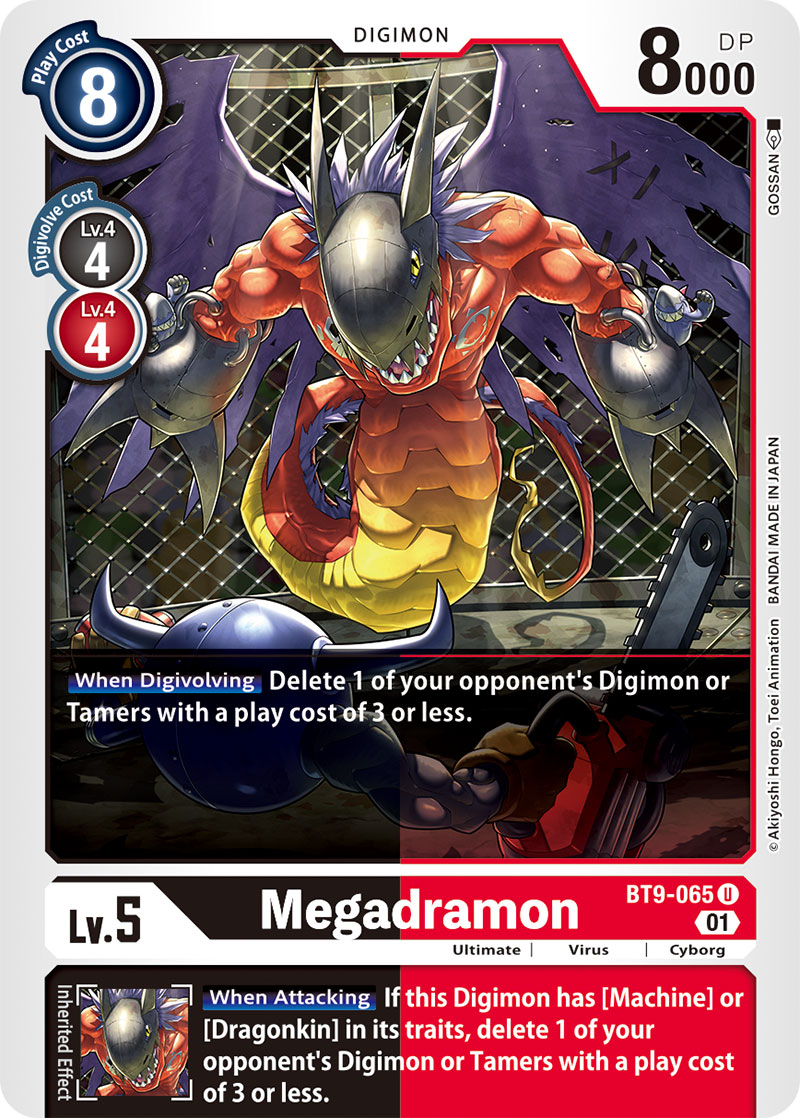 Play Cost
8
DIGIMON
DP
8000
Digivolve Cost
Lv.4
4
Lv.4
4
XI
GOSSAN
© Akiyoshi Hongo, Toei Animation BANDAI MADE IN JAPAN
When Digivolving Delete 1 of your opponent's Digimon or
Tamers with a play cost of 3 or less.
Lv.5
Megadramon
BT9-065 U
01
Ultimate | Virus | Cyborg
Inherited Effect
When Attacking If this Digimon has [Machine] or
[Dragonkin] in its traits, delete 1 of your
opponent's Digimon or Tamers with a play cost
of 3 or less.